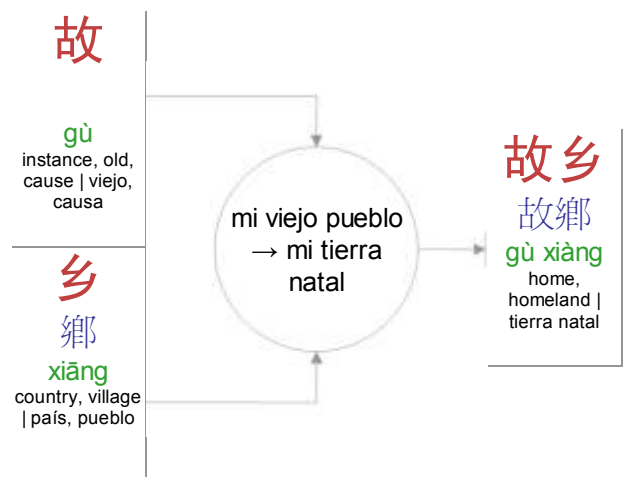 故
gù
instance, old,
cause | viejo,
causa
乡
鄉
xiāng
country, village
| país, pueblo
mi viejo pueblo
→ mi tierra
natal
故乡
故鄉
gù xiàng
home,
homeland |
tierra natal